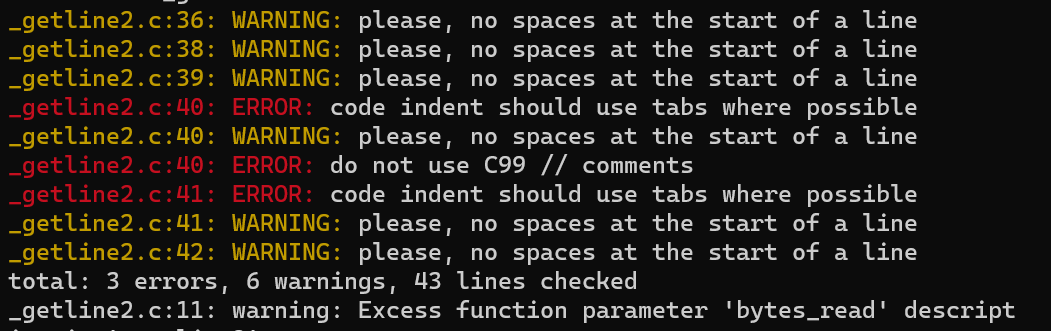 _getline2.c:36: WARNING: please, no spaces at the start of a line
_getline2.c:38: WARNING: please, no spaces at the start of a line
_getline2.c:39: WARNING: please, no spaces at the start of a line
_getline2.c:40: ERROR: code indent should use tabs where possible
_getline2.c:40: WARNING: please, no spaces at the start of a line
_getline2.c:40: ERROR: do not use C99 // comments
_getline2.c:41: ERROR: code indent should use tabs where possible
_getline2.c:41: WARNING: please, no spaces at the start of a line
_getline2.c:42: WARNING: please, no spaces at the start of a line
total: 3 errors, 6 warnings, 43 lines checked
_getline2.c:11: warning: Excess function parameter 'bytes_read' descript